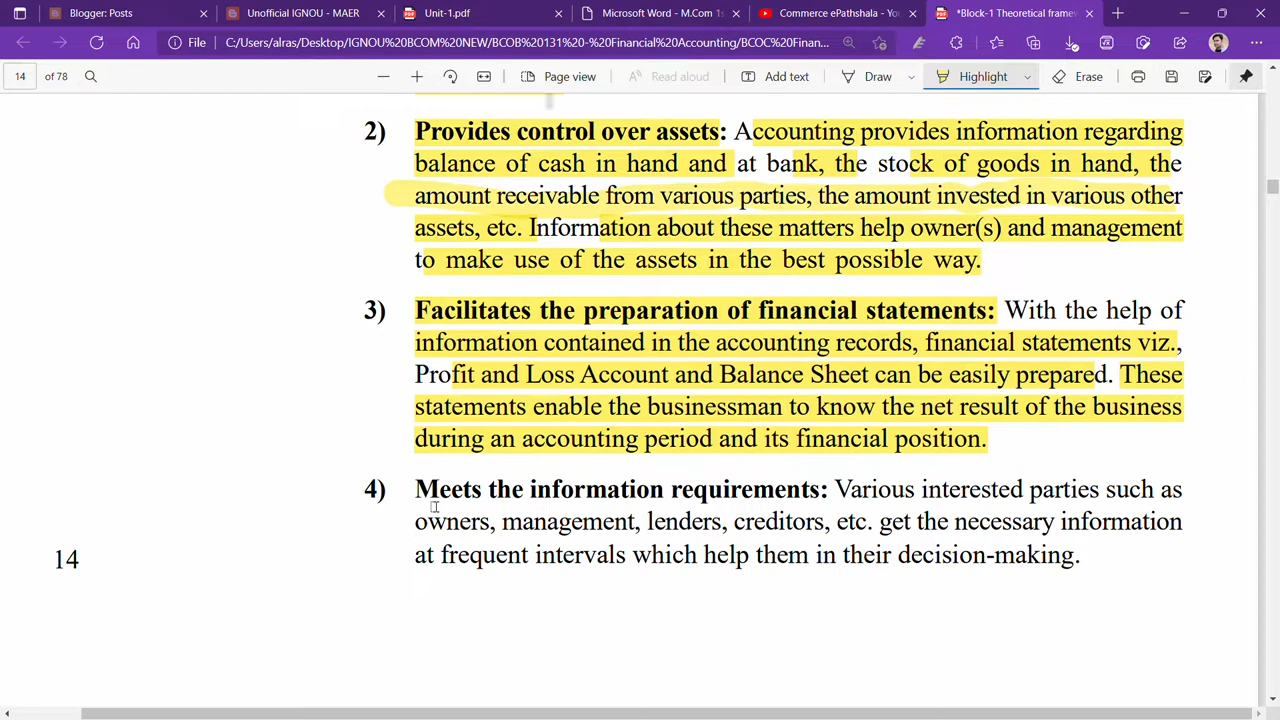 Blogger: Posts
Unofficial IGNOU - MAER
Unit-1.pdf
Microsoft Word - M.Com 1s
Commerce ePathshala - You
*Block-1 Theoretical framew
File
C:/Users/alras/Desktop/IGNOU%20BCOM%20NEW/BCOB%20131%20-%20Financial%20Accounting/BCOC%20Finan...
14 of 78
Page view
Read aloud
Add text
Draw
Highlight
Erase
2) Provides control over assets: Accounting provides information regarding
balance of cash in hand and at bank, the stock of goods in hand, the
amount receivable from various parties, the amount invested in various other
assets, etc. Information about these matters help owner(s) and management
to make use of the assets in the best possible way.
3) Facilitates the preparation of financial statements: With the help of
information contained in the accounting records, financial statements viz.,
Profit and Loss Account and Balance Sheet can be easily prepared. These
statements enable the businessman to know the net result of the business
during an accounting period and its financial position.
4) Meets the information requirements: Various interested parties such as
owners, management, lenders, creditors, etc. get the necessary information
at frequent intervals which help them in their decision-making.
14